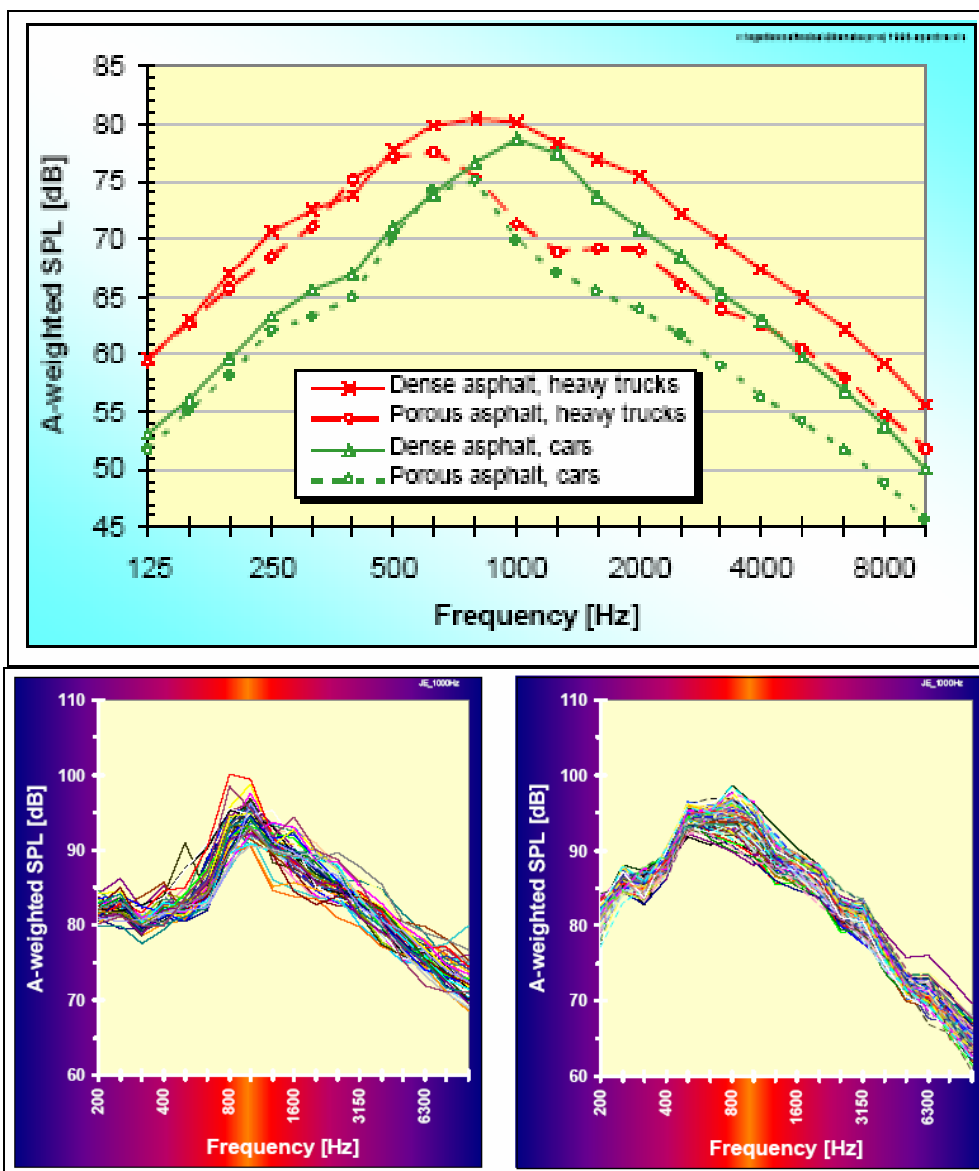 85
80
75
70
65
60
55
50
45
A-weighted SPL [dB]
Dense asphalt, heavy trucks
Porous asphalt, heavy trucks
Dense asphalt, cars
Porous asphalt, cars
125 250 500 1000 2000 4000 8000
Frequency [Hz]
JE_1000Hz
110
100
90
80
70
60
A-weighted SPL [dB]
200 400 800 1600 3150 6300
Frequency [Hz]
JE_1000Hz
110
100
90
80
70
60
A-weighted SPL [dB]
200 400 800 1600 3150 6300
Frequency [Hz]